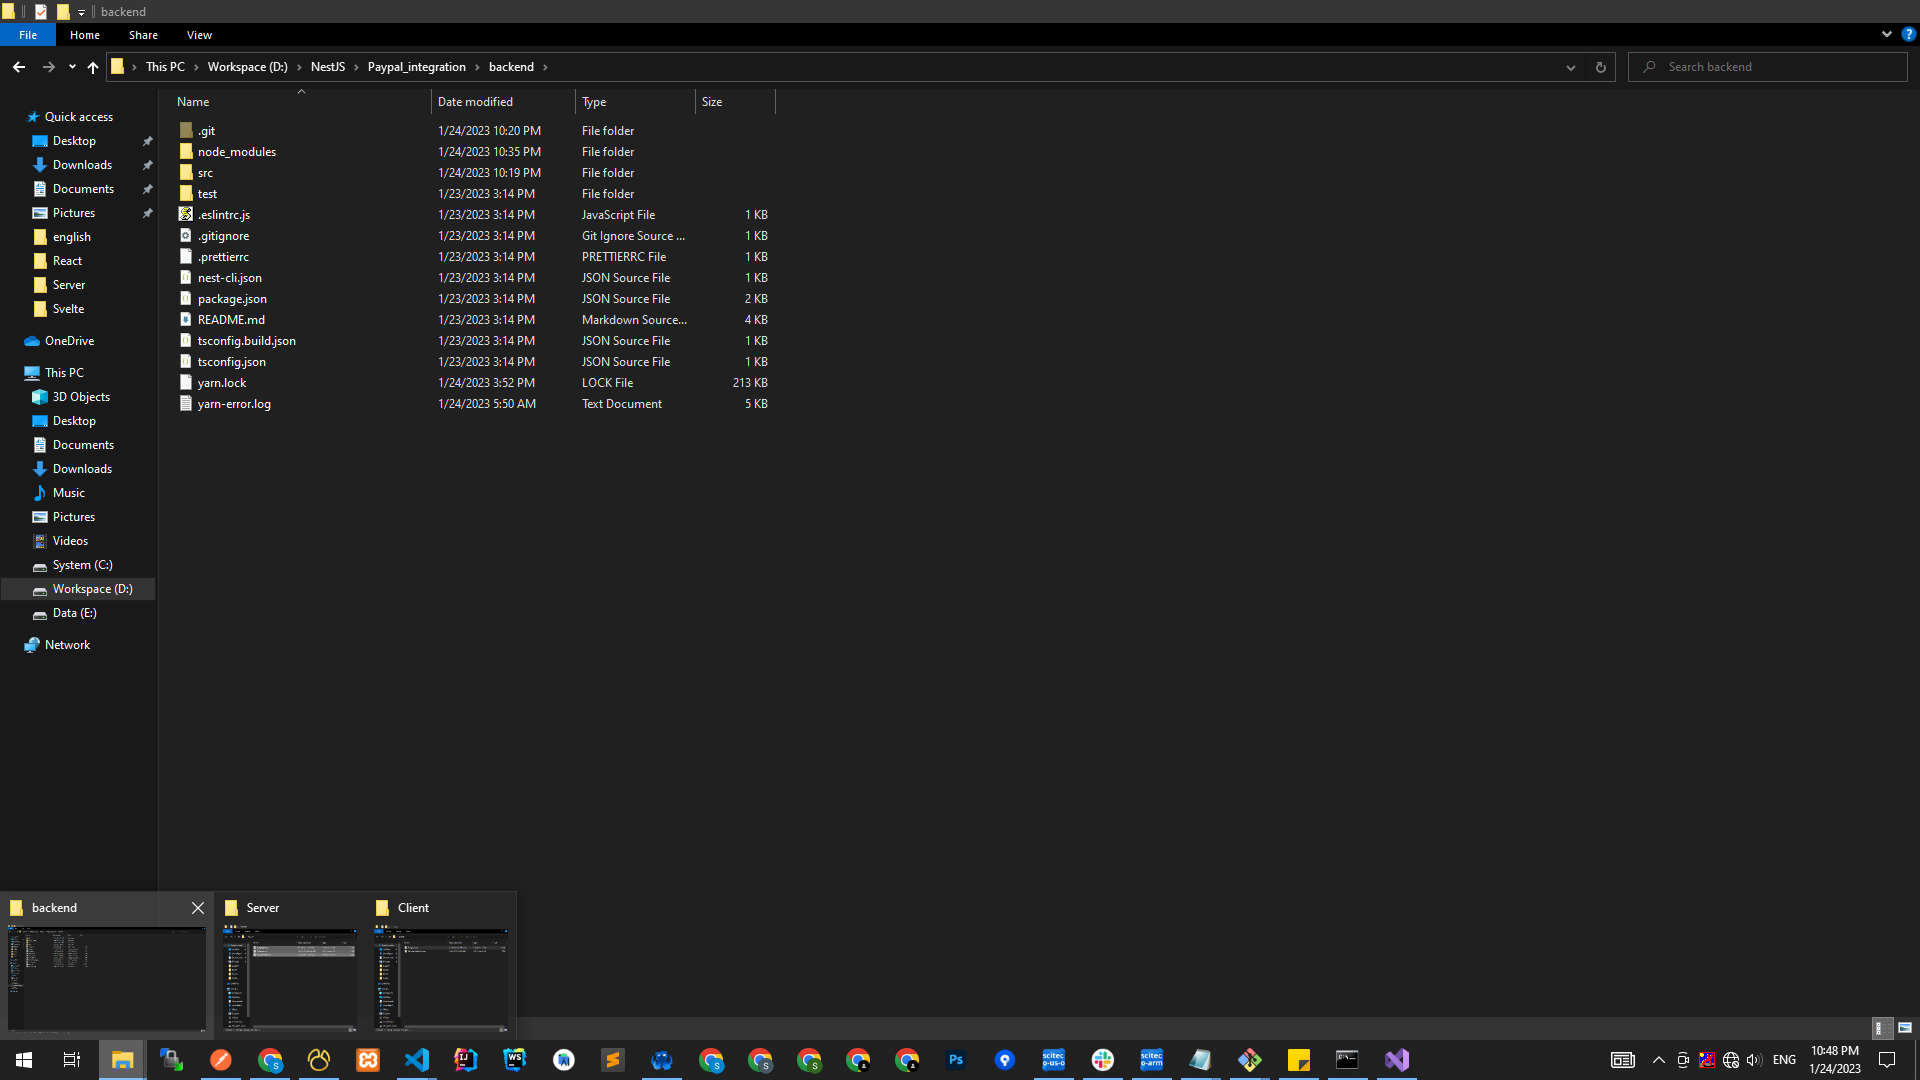 backend
File Home Share View
This PC Workspace (D:) NestJS Paypal_integration backend
Search backend
Name Date modified Type Size
.git 1/24/2023 10:20 PM File folder
node_modules 1/24/2023 10:35 PM File folder
src 1/24/2023 10:19 PM File folder
test 1/23/2023 3:14 PM File folder
.eslintrc.js 1/23/2023 3:14 PM JavaScript File 1 KB
.gitignore 1/23/2023 3:14 PM Git Ignore Source ... 1 KB
.prettierrc 1/23/2023 3:14 PM PRETTIERRC File 1 KB
nest-cli.json 1/23/2023 3:14 PM JSON Source File 1 KB
package.json 1/23/2023 3:14 PM JSON Source File 2 KB
README.md 1/23/2023 3:14 PM Markdown Source... 4 KB
tsconfig.build.json 1/23/2023 3:14 PM JSON Source File 1 KB
tsconfig.json 1/23/2023 3:14 PM JSON Source File 1 KB
yarn.lock 1/24/2023 3:52 PM LOCK File 213 KB
yarn-error.log 1/24/2023 5:50 AM Text Document 5 KB
Quick access
Desktop
Downloads
Documents
Pictures
english
React
Server
Svelte
OneDrive
This PC
3D Objects
Desktop
Documents
Downloads
Music
Pictures
Videos
System (C:)
Workspace (D:)
Data (E:)
Network
backend Server Client
ENG
10:48 PM
1/24/2023